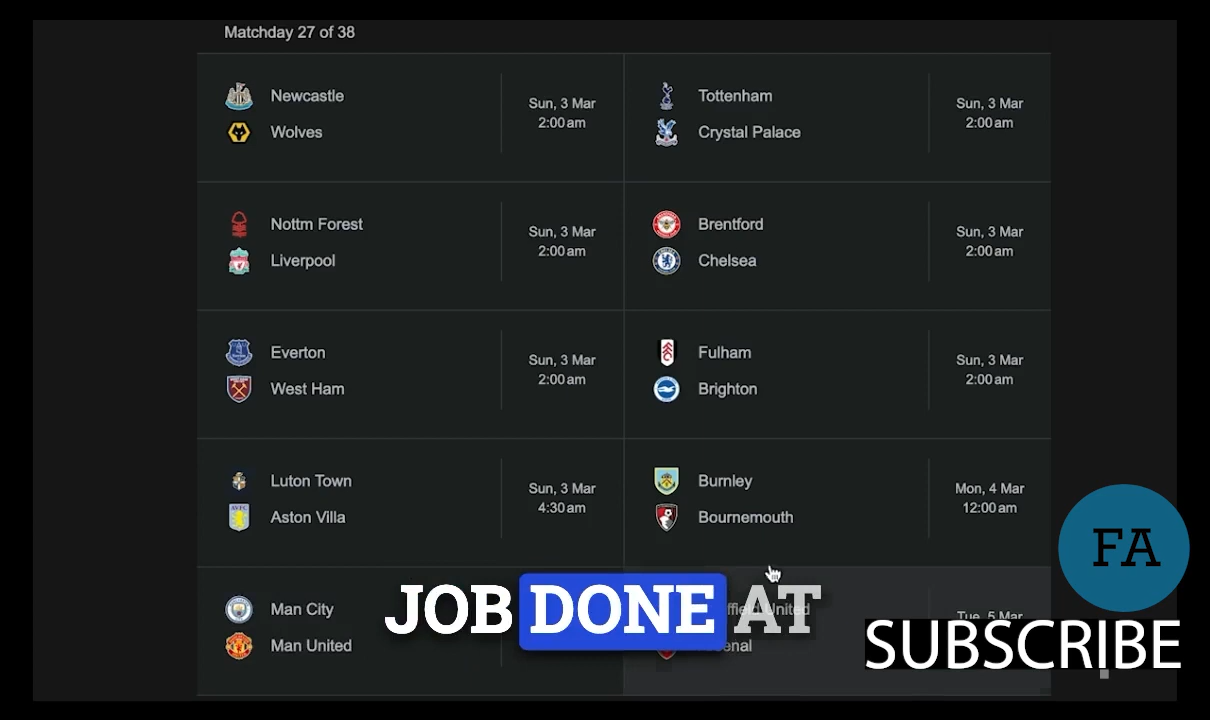 Matchday 27 of 38
Newcastle
Wolves
Sun, 3 Mar
2:00 am
Tottenham
Crystal Palace
Sun, 3 Mar
2:00 am
Nottm Forest
Liverpool
Sun, 3 Mar
2:00 am
Brentford
Chelsea
Sun, 3 Mar
2:00 am
Everton
West Ham
Sun, 3 Mar
2:00 am
Fulham
Brighton
Sun, 3 Mar
2:00 am
Luton Town
Aston Villa
Sun, 3 Mar
4:30 am
Burnley
Bournemouth
Mon, 4 Mar
12:00 am
Man City
Man United
United
Tue, 5 Mar
JOB DONE AT
FA
SUBSCRIBE